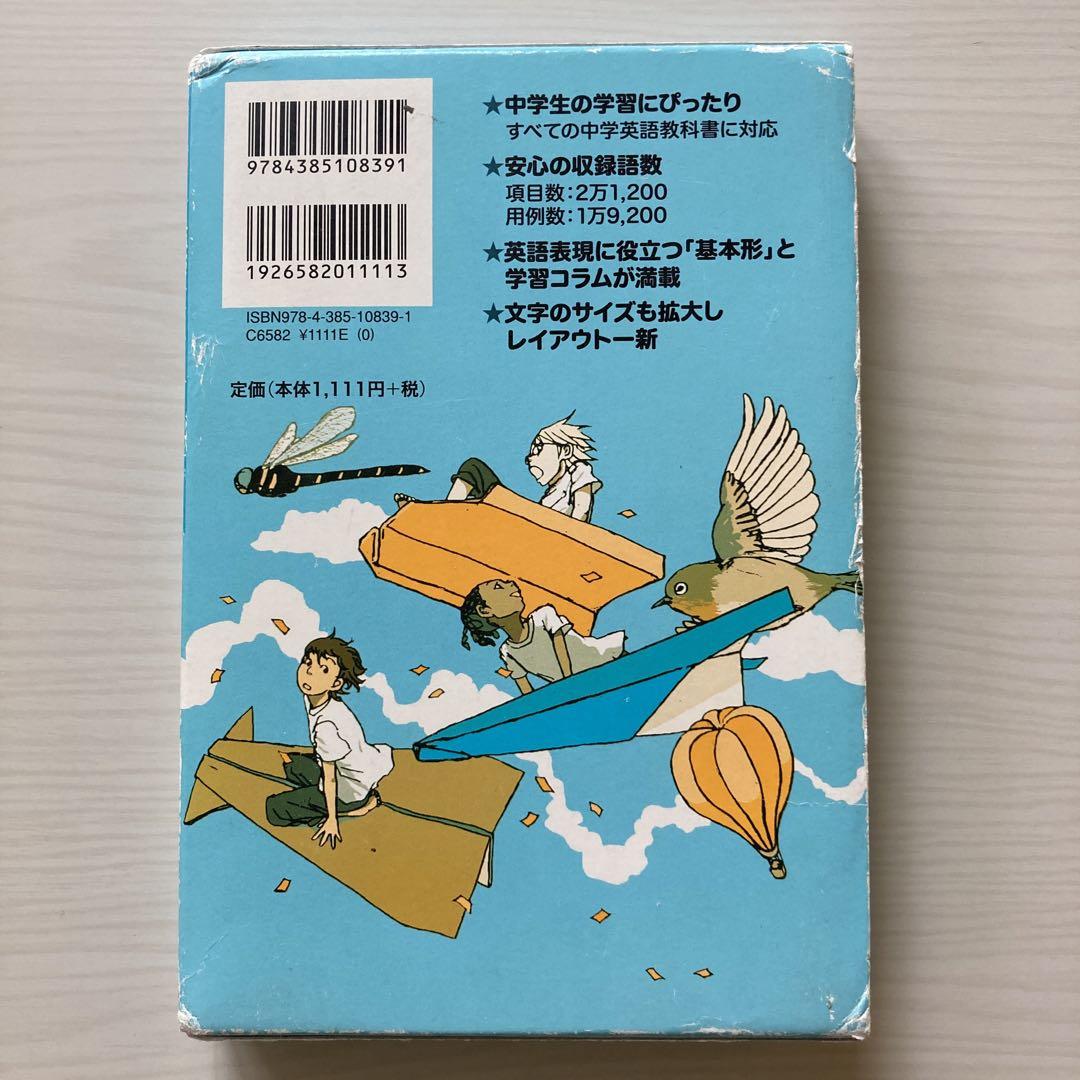 9784385108391
1926582011113
ISBN978-4-385-10839-1
C6582 ¥1111E (0)
定価(本体1,111円+税)
★中学生の学習にぴったり
すべての中学英語教科書に対応
★安心の収録語数
項目数:2万1,200
用例数:1万9,200
★英語表現に役立つ「基本形」と
学習コラムが満載
★文字のサイズも拡大し
レイアウト一新